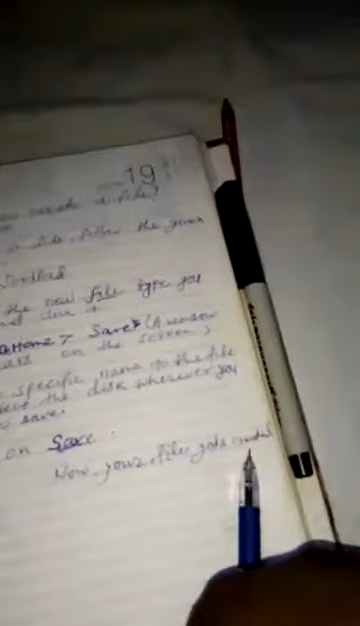 19
create a file?
a file follow the given
the new file type you
and click it
Home > Save (A window
on the screen)
specific name to the file
the disk wherever you
to save.
on Save.
Now, your file gets created